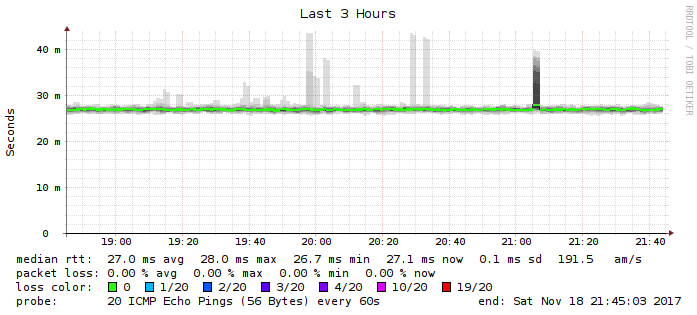 Last 3 Hours
RRDTOOL / TOBI OETIKER
Seconds
40 m
30 m
20 m
10 m
0
19:00 19:20 19:40 20:00 20:20 20:40 21:00 21:20 21:40
median rtt: 27.0 ms avg 28.0 ms max 26.7 ms min 27.1 ms now 0.1 ms sd 191.5 am/s
packet loss: 0.00 % avg 0.00 % max 0.00 % min 0.00 % now
loss color: 0 1/20 2/20 3/20 4/20 10/20 19/20
probe: 20 ICMP Echo Pings (56 Bytes) every 60s end: Sat Nov 18 21:45:03 2017